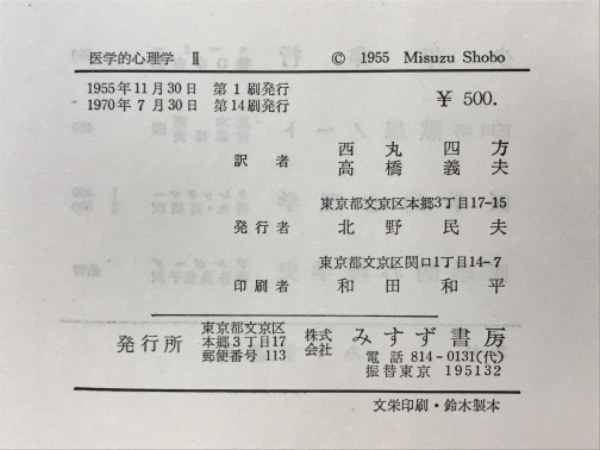 医学的心理学 Ⅱ © 1955 Misuzu Shobo
1955年11月30日 第1刷発行
1970年7月30日 第14刷発行
¥ 500.
訳者
西丸四方
高橋義夫
東京都文京区本郷3丁目17-15
発行者 北野民夫
東京都文京区関口1丁目14-7
印刷者 和田和平
発行所
東京都文京区
本郷3丁目17
郵便番号 113
株式
会社
みすず書房
電話 814-0131(代)
振替東京 195132
文栄印刷・鈴木製本